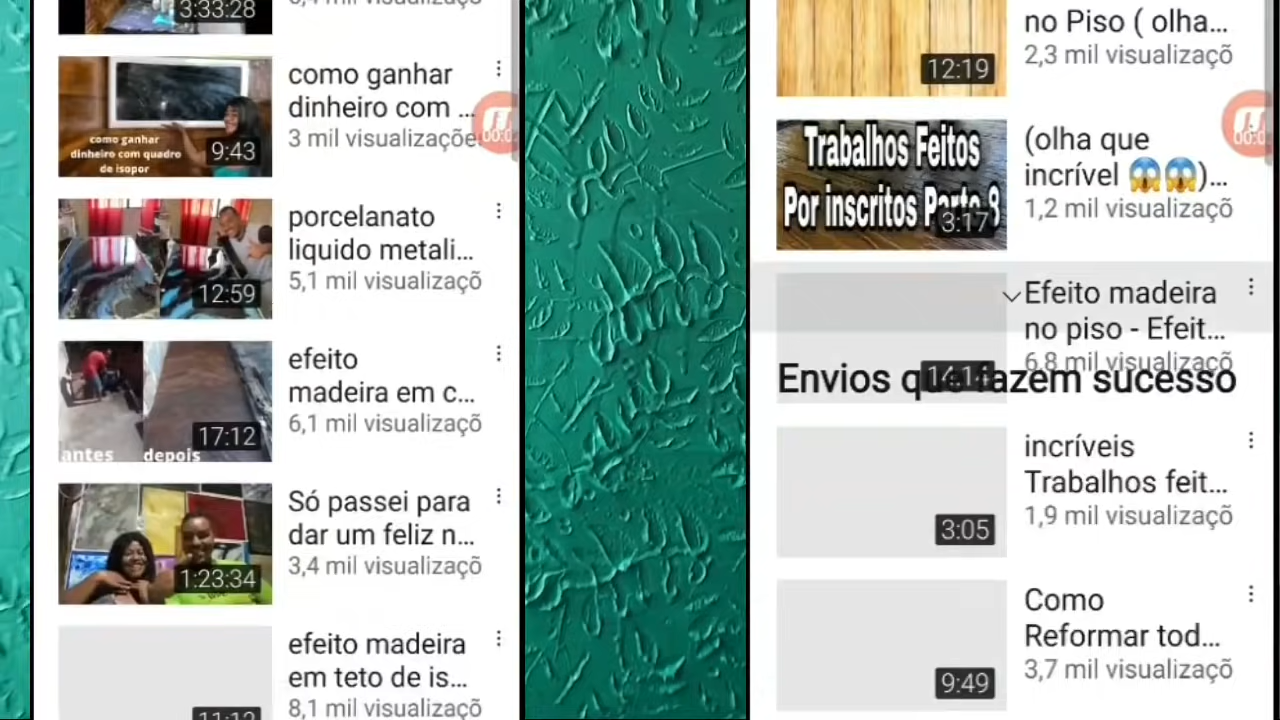 3:33:28
como ganhar
dinheiro com ...
3 mil visualizaçõe
como ganhar
dinheiro com quadro
de isopor
9:43
00:0
porcelanato
liquido metali...
5,1 mil visualizaçõ
12:59
efeito
madeira em c...
6,1 mil visualizaçõ
17:12
antes depois
Só passei para
dar um feliz n...
3,4 mil visualizaçõ
1:23:34
efeito madeira
em teto de is...
8,1 mil visualizaçõ
no Piso ( olha...
2,3 mil visualizaçõ
12:19
Trabalhos Feitos
Por inscritos Parte 8
3:17
(olha que
incrível 😱😱)...
1,2 mil visualizaçõ
00:0
Efeito madeira
no piso - Efeit...
6,8 mil visualizaçõ
14:14
Envios que fazem sucesso
incríveis
Trabalhos feit...
1,9 mil visualizaçõ
3:05
Como
Reformar tod...
3,7 mil visualizaçõ
9:49